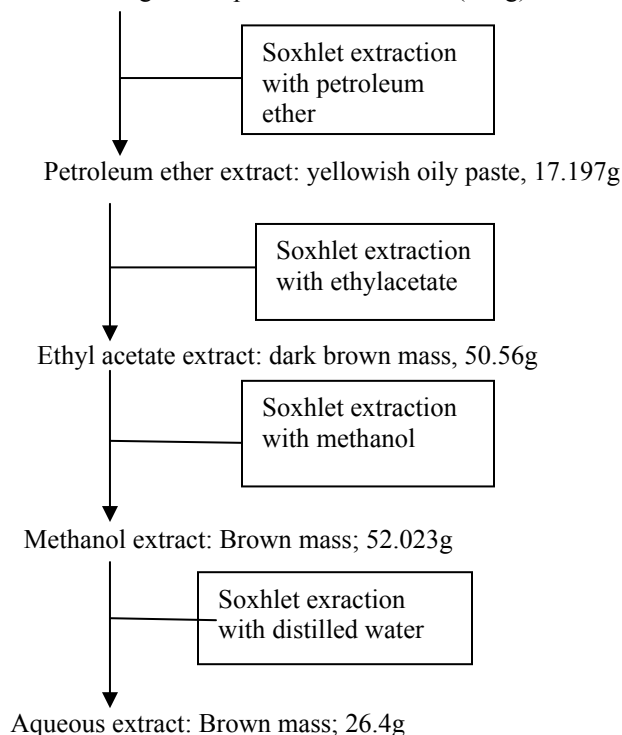 Soxhlet extraction
with petroleum
ether
Petroleum ether extract: yellowish oily paste, 17.197g
Soxhlet extraction
with ethylacetate
Ethyl acetate extract: dark brown mass, 50.56g
Soxhlet extraction
with methanol
Methanol extract: Brown mass; 52.023g
Soxhlet exraction
with distilled water
Aqueous extract: Brown mass; 26.4g